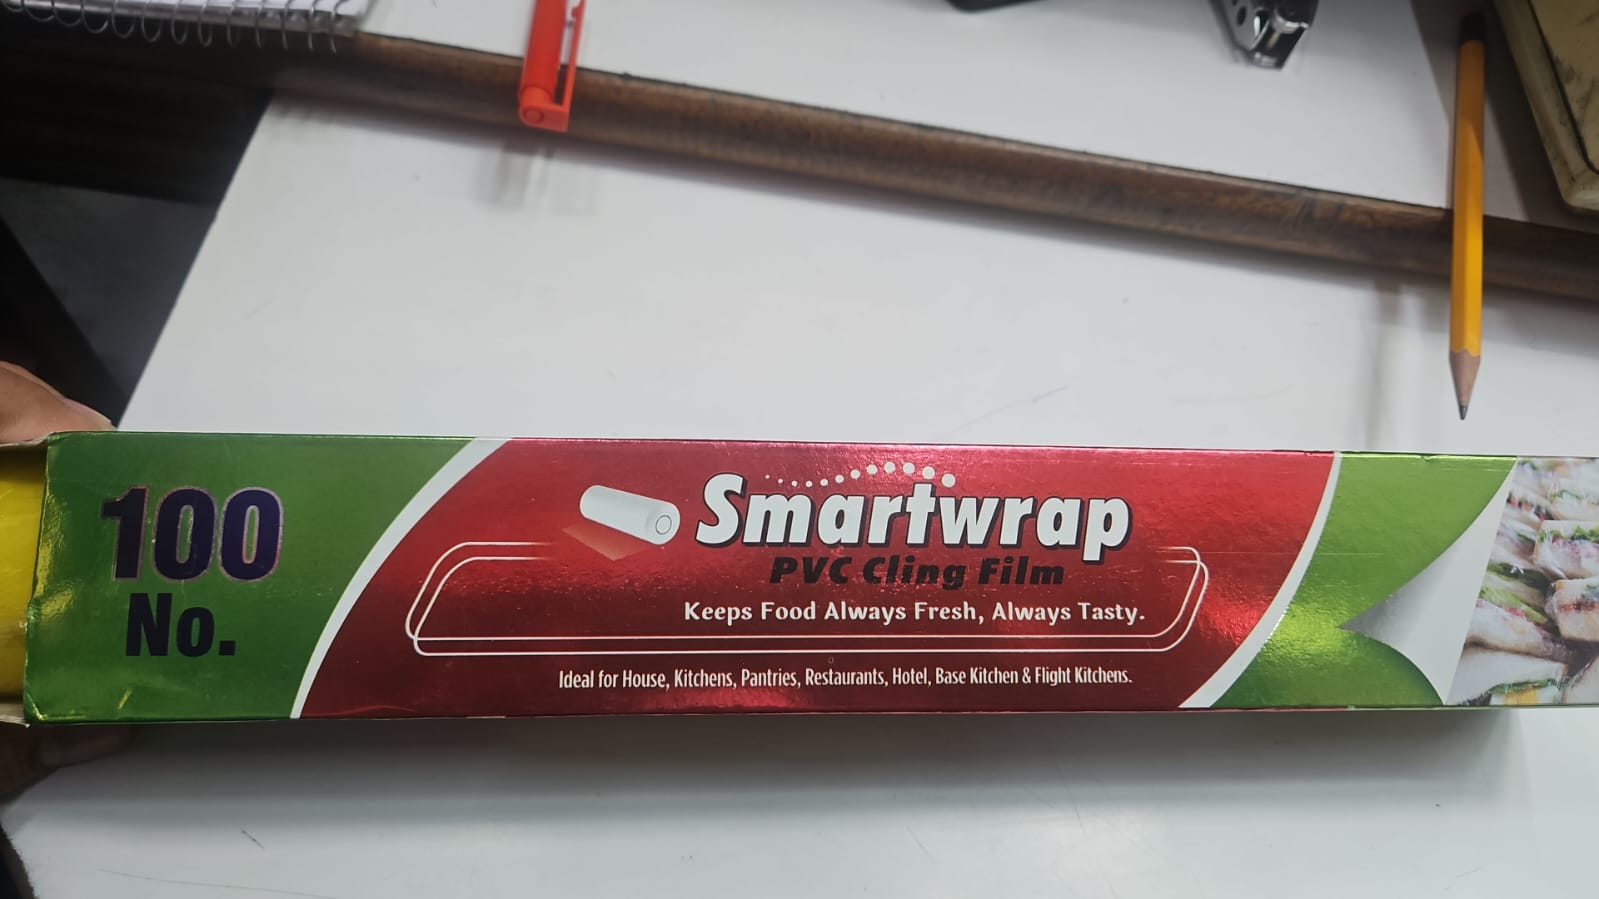 100
No.
Smartwrap
PVC Cling Film
Keeps Food Always Fresh, Always Tasty.
Ideal for House, Kitchens, Pantries, Restaurants, Hotel, Base Kitchen & Flight Kitchens.